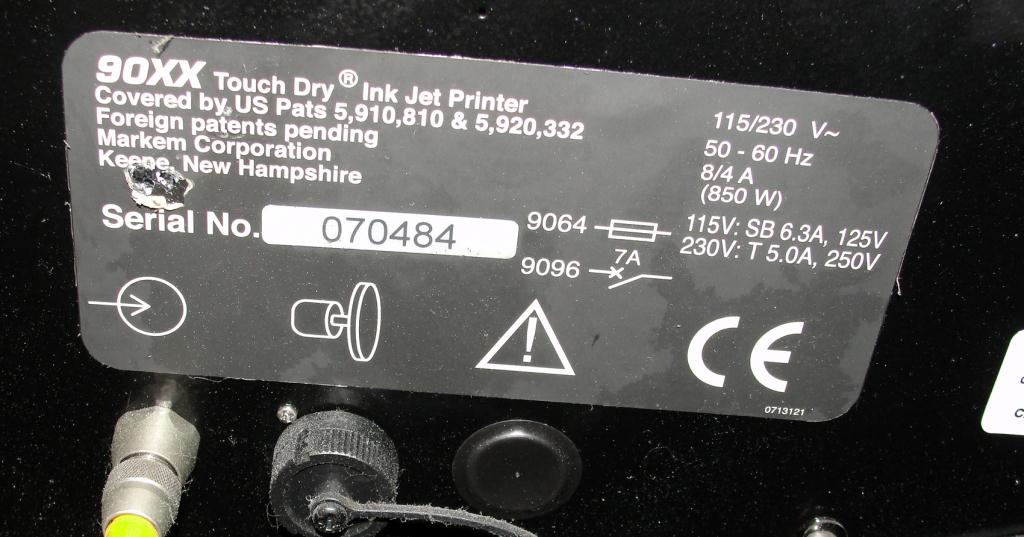 90XX Touch Dry® Ink Jet Printer
Covered by US Pats 5,910,810 & 5,920,332
Foreign patents pending
Markem Corporation
Keene, New Hampshire
Serial No. 070484
115/230 V~
50 - 60 Hz
8/4 A
(850 W)
9064 115V: SB 6.3A, 125V
230V: T 5.0A, 250V
9096 7A
CE
0713121